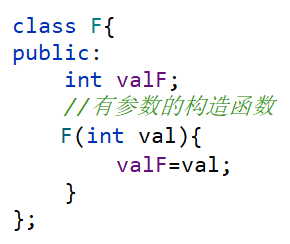 class F{
public:
    int valF;
    //有参数的构造函数
    F(int val){
        valF=val;
    }
};